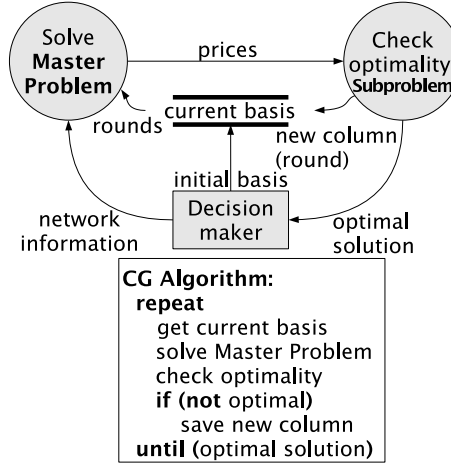 Solve
Master
Problem
prices
Check
optimality
Subproblem
current basis
rounds
new column
(round)
initial basis
network
information
Decision
maker
optimal
solution
CG Algorithm:
repeat
get current basis
solve Master Problem
check optimality
if (not optimal)
save new column
until (optimal solution)